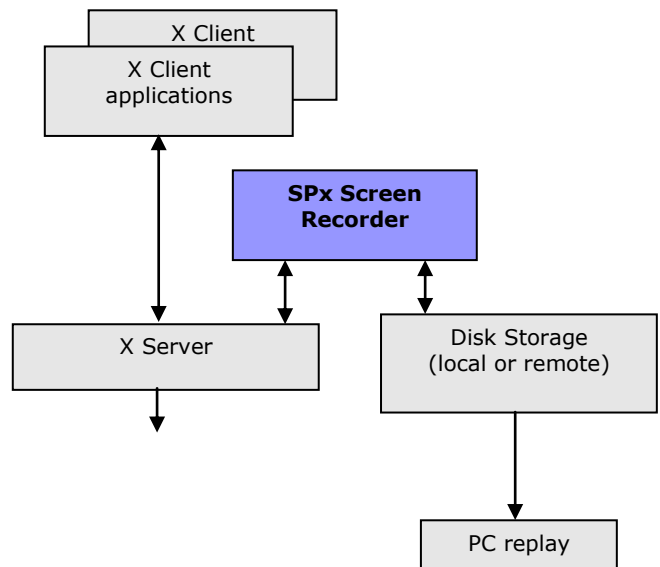 X Client
X Client
applications
SPx Screen
Recorder
X Server
Disk Storage
(local or remote)
PC replay